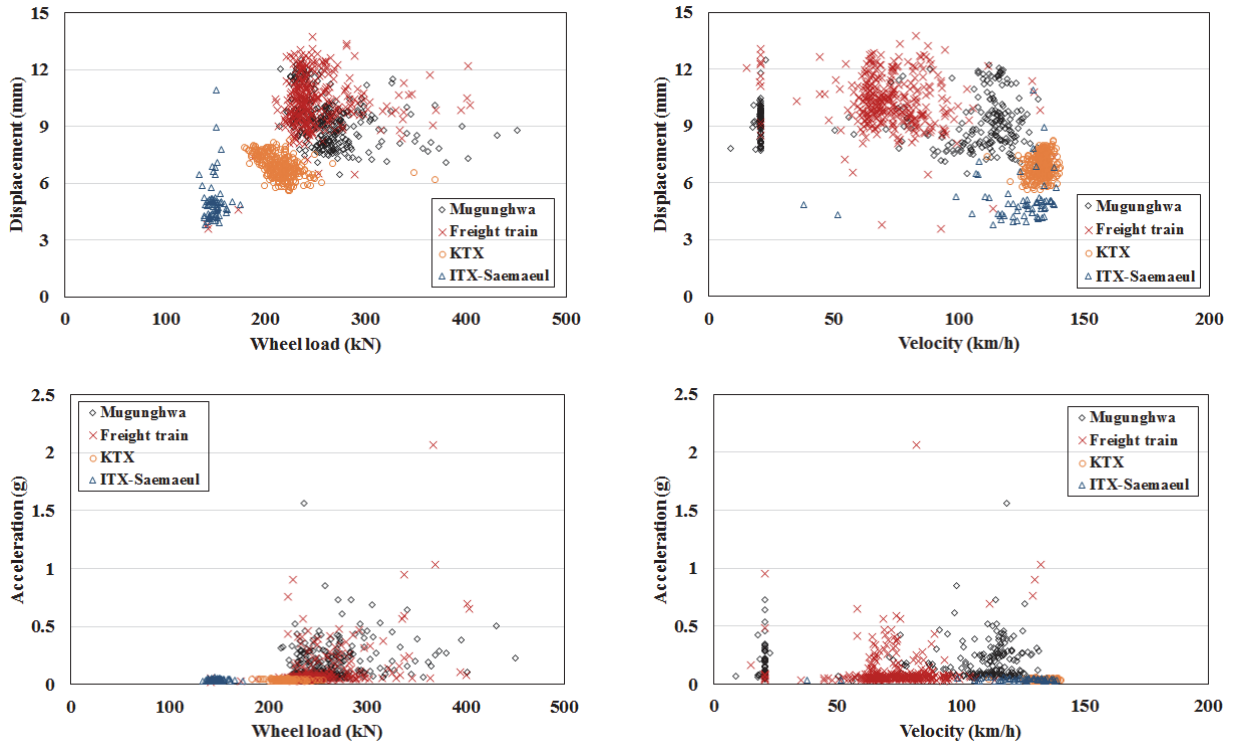 15
12
9
6
3
0
Displacement (mm)
0 100 200 300 400 500
Wheel load (kN)
Mugunghwa
Freight train
KTX
ITX-Saemaeul
15
12
9
6
3
0
Displacement (mm)
0 50 100 150 200
Velocity (km/h)
Mugunghwa
Freight train
KTX
ITX-Saemaeul
2.5
2
1.5
1
0.5
0
Acceleration (g)
0 100 200 300 400 500
Wheel load (kN)
Mugunghwa
Freight train
KTX
ITX-Saemaeul
2.5
2
1.5
1
0.5
0
Acceleration (g)
0 50 100 150 200
Velocity (km/h)
Mugunghwa
Freight train
KTX
ITX-Saemaeul